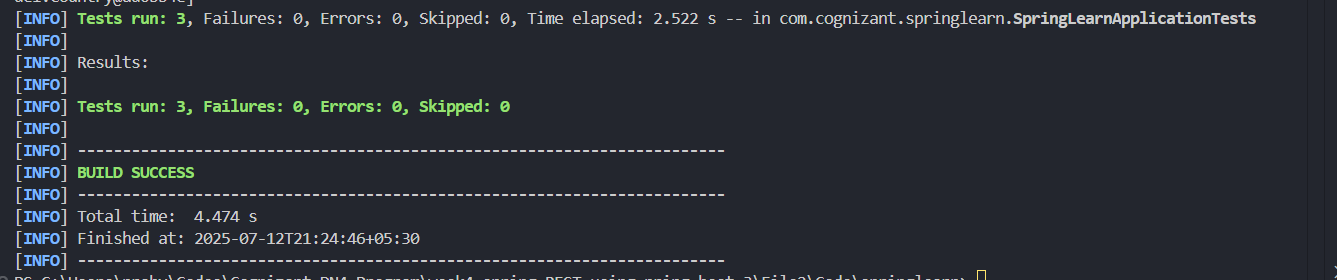 [INFO] Tests run: 3, Failures: 0, Errors: 0, Skipped: 0, Time elapsed: 2.522 s -- in com.cognizant.springlearn.SpringLearnApplicationTests
[INFO]
[INFO] Results:
[INFO]
[INFO] Tests run: 3, Failures: 0, Errors: 0, Skipped: 0
[INFO]
[INFO] ------------------------------------------------------------------------
[INFO] BUILD SUCCESS
[INFO] ------------------------------------------------------------------------
[INFO] Total time:  4.474 s
[INFO] Finished at: 2025-07-12T21:24:46+05:30
[INFO] ------------------------------------------------------------------------